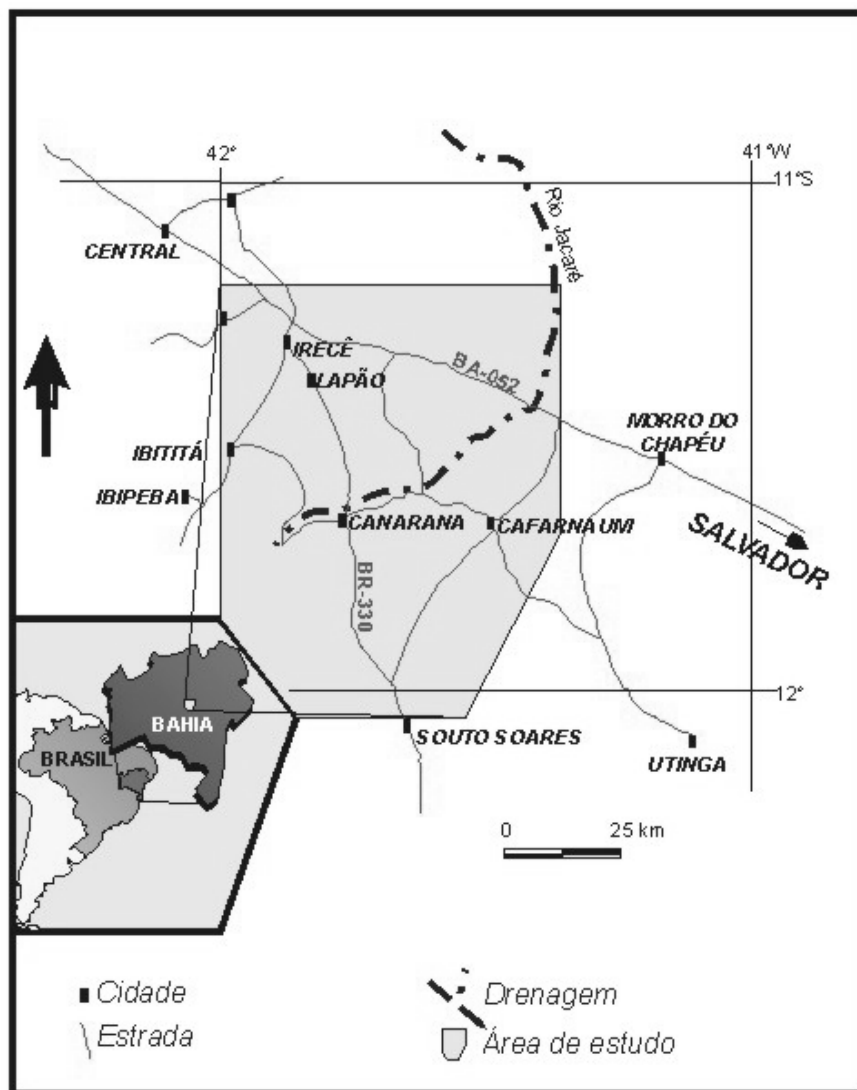 42°
41°W
11°S
Rio Jacaré
CENTRAL
IRECÊ
LAPÃO
BA-052
MORRO DO
CHAPÉU
IBITITÁ
IBIPEBA
CANARANA
CAFARNAUM
SALVADOR
BR-330
12°
BAHIA
BRASIL
SOUTO SOARES
UTINGA
0 25 km
Cidade
Drenagem
Estrada
Área de estudo